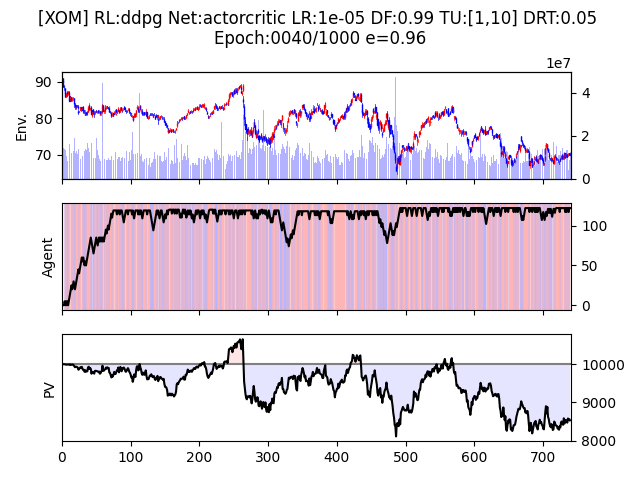 [XOM] RL:ddpg Net:actorcritic LR:1e-05 DF:0.99 TU:[1,10] DRT:0.05
Epoch:0040/1000 e=0.96
1e7
Env.
90
80
70
4
2
0
Agent
100
50
0
PV
10000
9000
8000
0 100 200 300 400 500 600 700